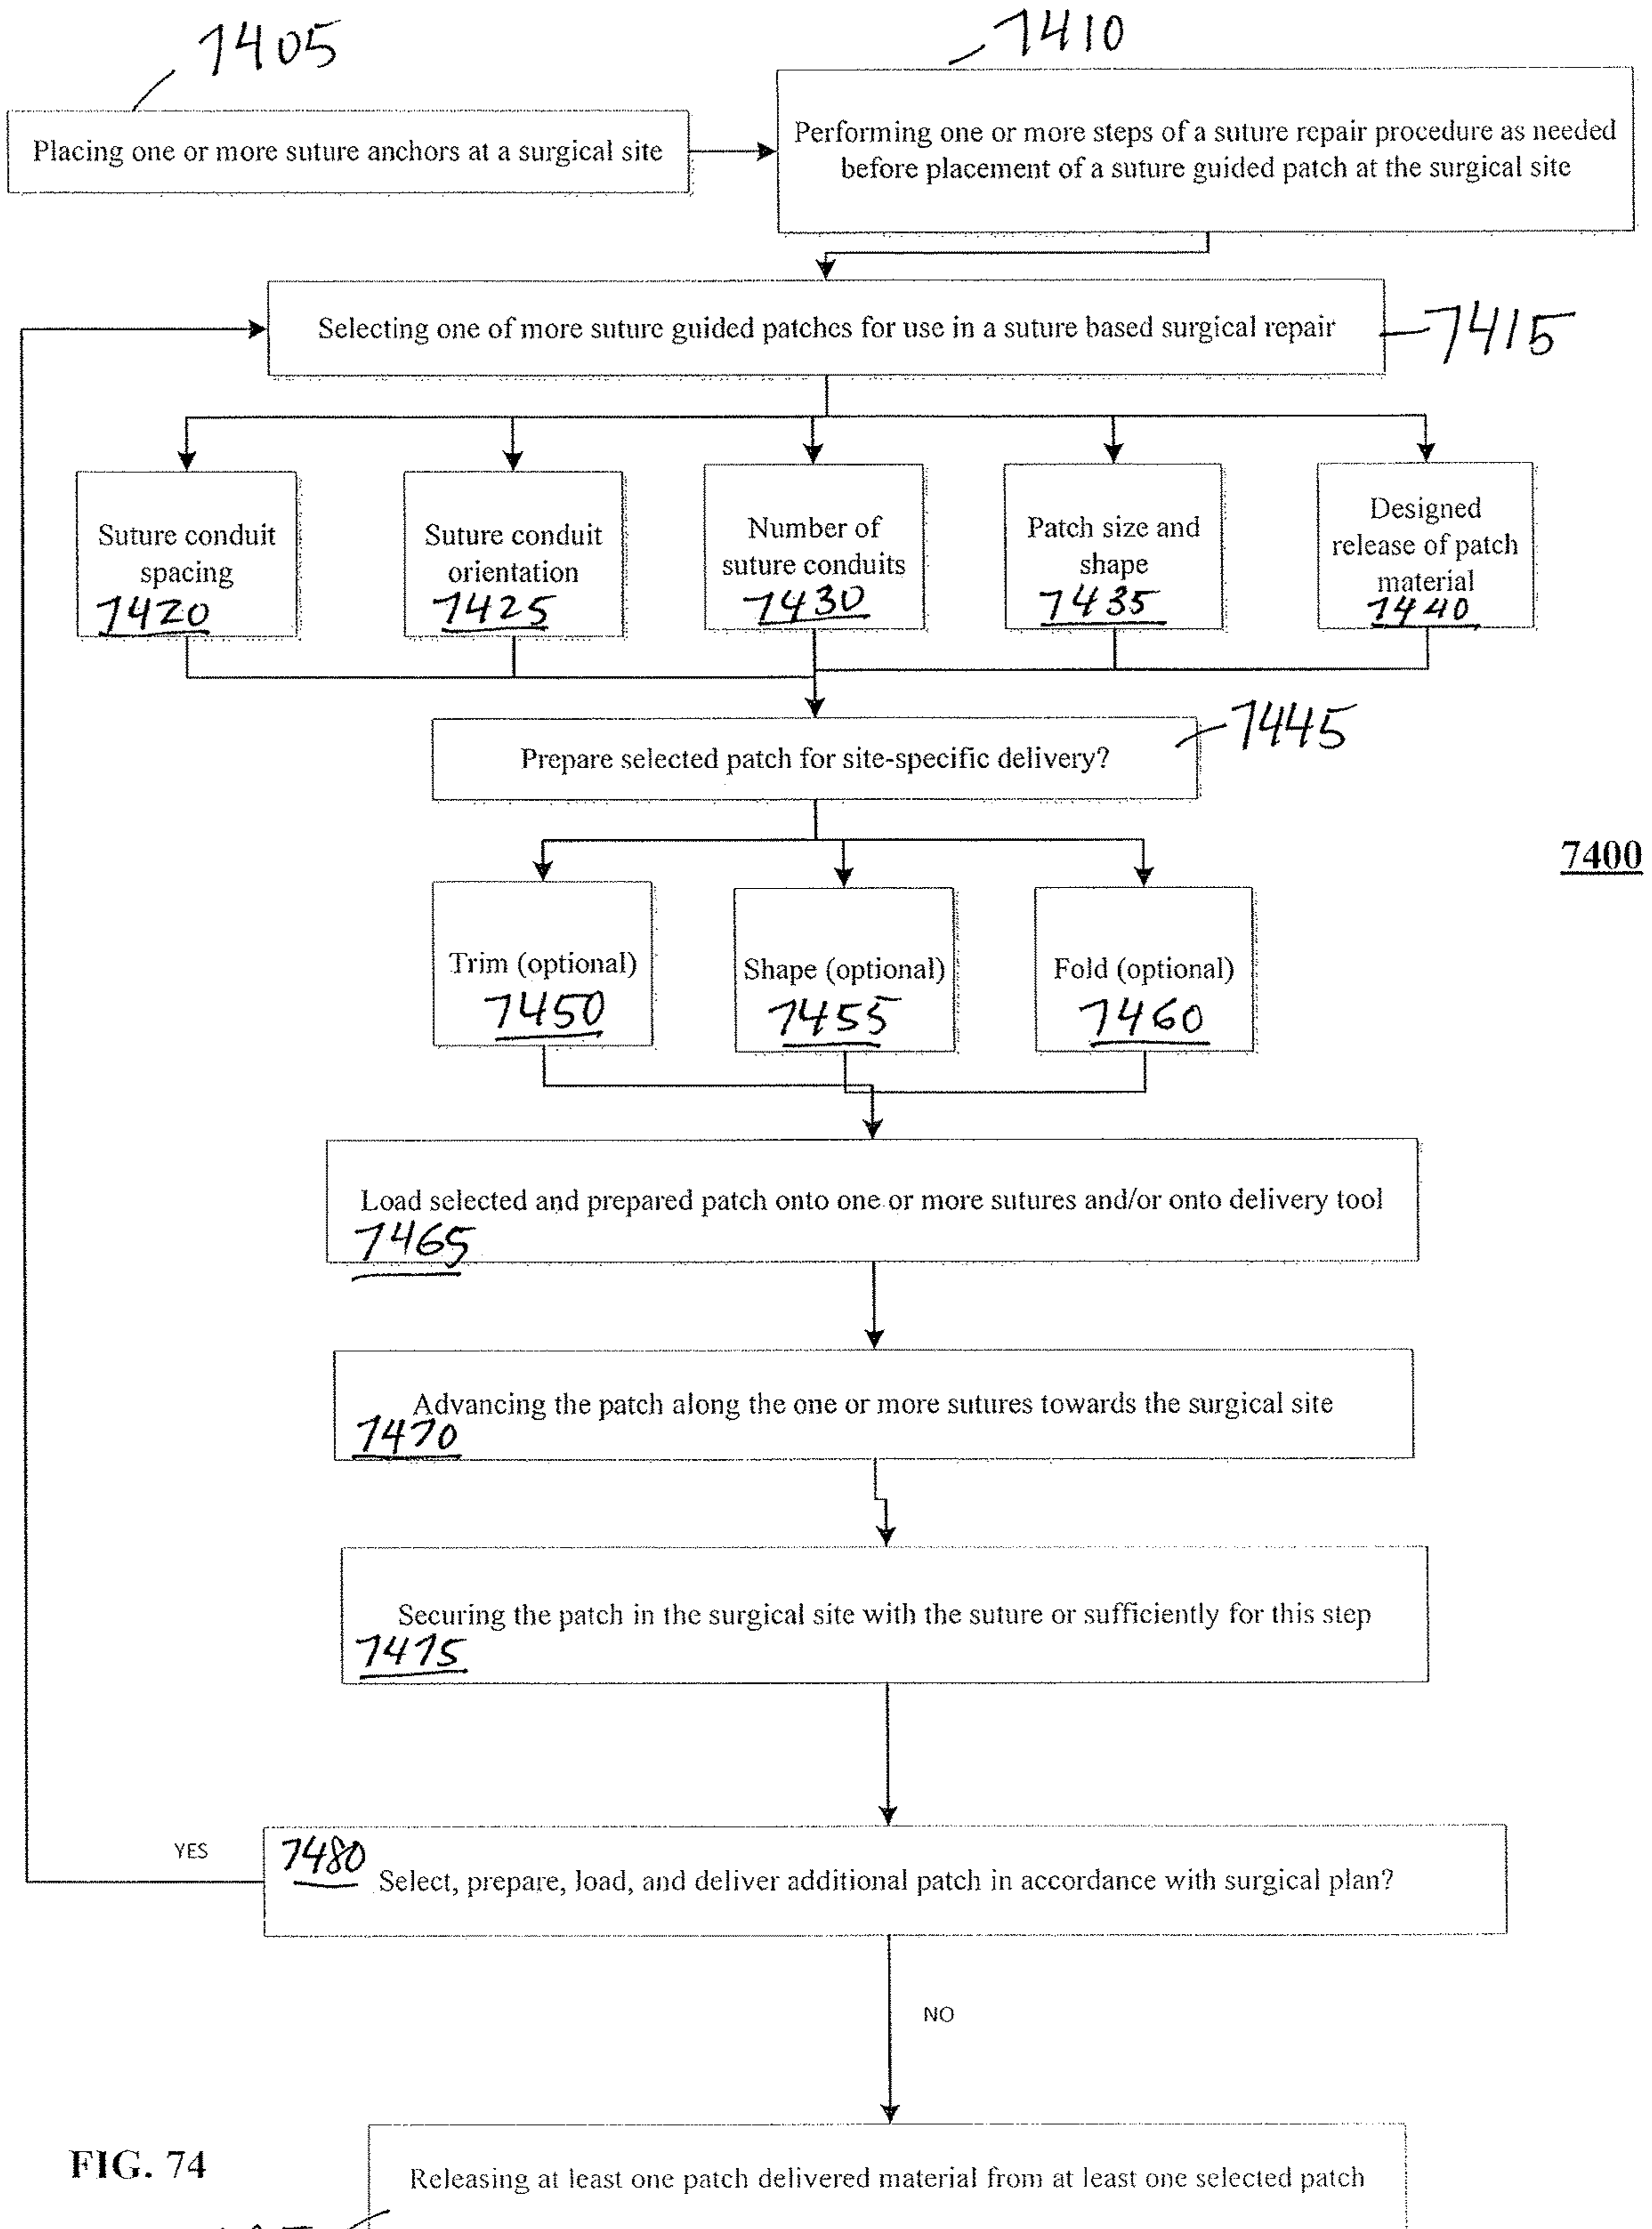 7405
7410
Placing one or more suture anchors at a surgical site
Performing one or more steps of a suture repair procedure as needed
before placement of a suture guided patch at the surgical site
Selecting one of more suture guided patches for use in a suture based surgical repair
7415
Suture conduit
spacing
7420
Suture conduit
orientation
7425
Number of
suture conduits
7430
Patch size and
shape
7435
Designed
release of patch
material
7440
Prepare selected patch for site-specific delivery?
7445
7400
Trim (optional)
7450
Shape (optional)
7455
Fold (optional)
7460
Load selected and prepared patch onto one or more sutures and/or onto delivery tool
7465
Advancing the patch along the one or more sutures towards the surgical site
7470
Securing the patch in the surgical site with the suture or sufficiently for this step
7475
YES
7480
Select, prepare, load, and deliver additional patch in accordance with surgical plan?
NO
FIG. 74
Releasing at least one patch delivered material from at least one selected patch